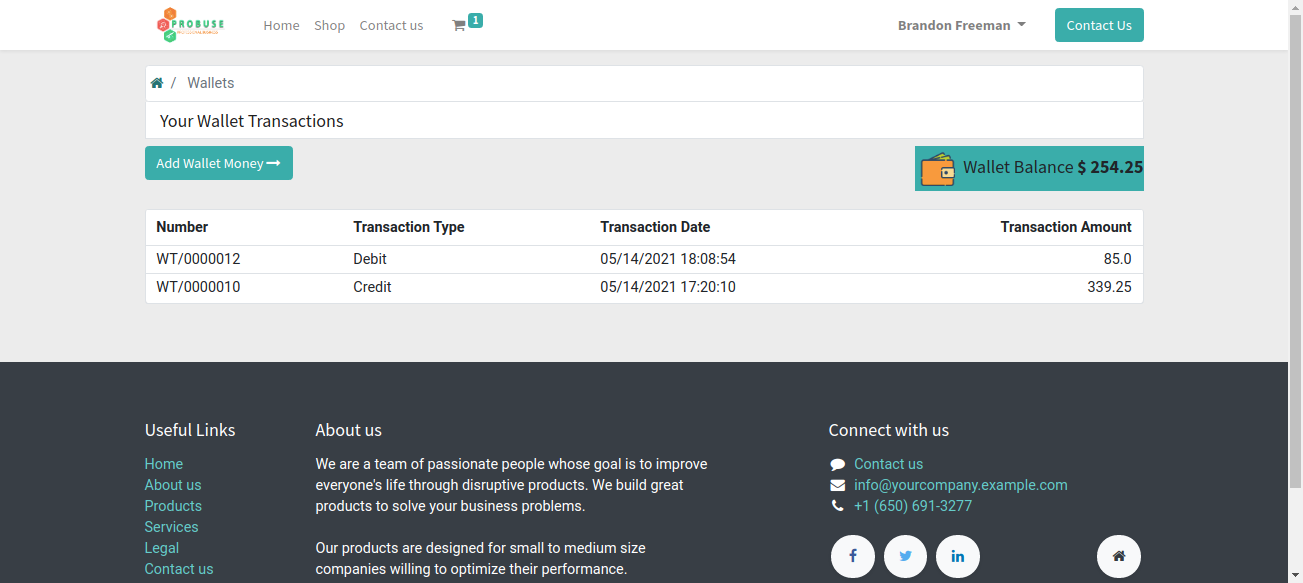 PROBUSE
Home Shop Contact us 1
Brandon Freeman
Contact Us
/ Wallets
Your Wallet Transactions
Add Wallet Money
Wallet Balance $ 254.25
Number Transaction Type Transaction Date Transaction Amount
WT/0000012 Debit 05/14/2021 18:08:54 85.0
WT/0000010 Credit 05/14/2021 17:20:10 339.25
Useful Links
Home
About us
Products
Services
Legal
Contact us
About us
We are a team of passionate people whose goal is to improve
everyone's life through disruptive products. We build great
products to solve your business problems.
Our products are designed for small to medium size
companies willing to optimize their performance.
Connect with us
Contact us
info@yourcompany.example.com
+1 (650) 691-3277